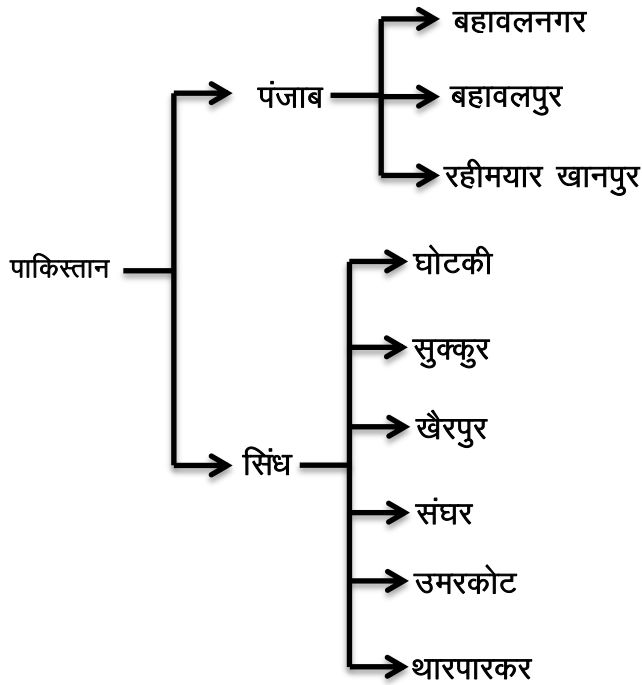 पाकिस्तान
पंजाब
बहावलनगर
बहावलपुर
रहीमयार खानपुर
सिंध
घोटकी
सुक्कुर
खैरपुर
संघर
उमरकोट
थारपारकर